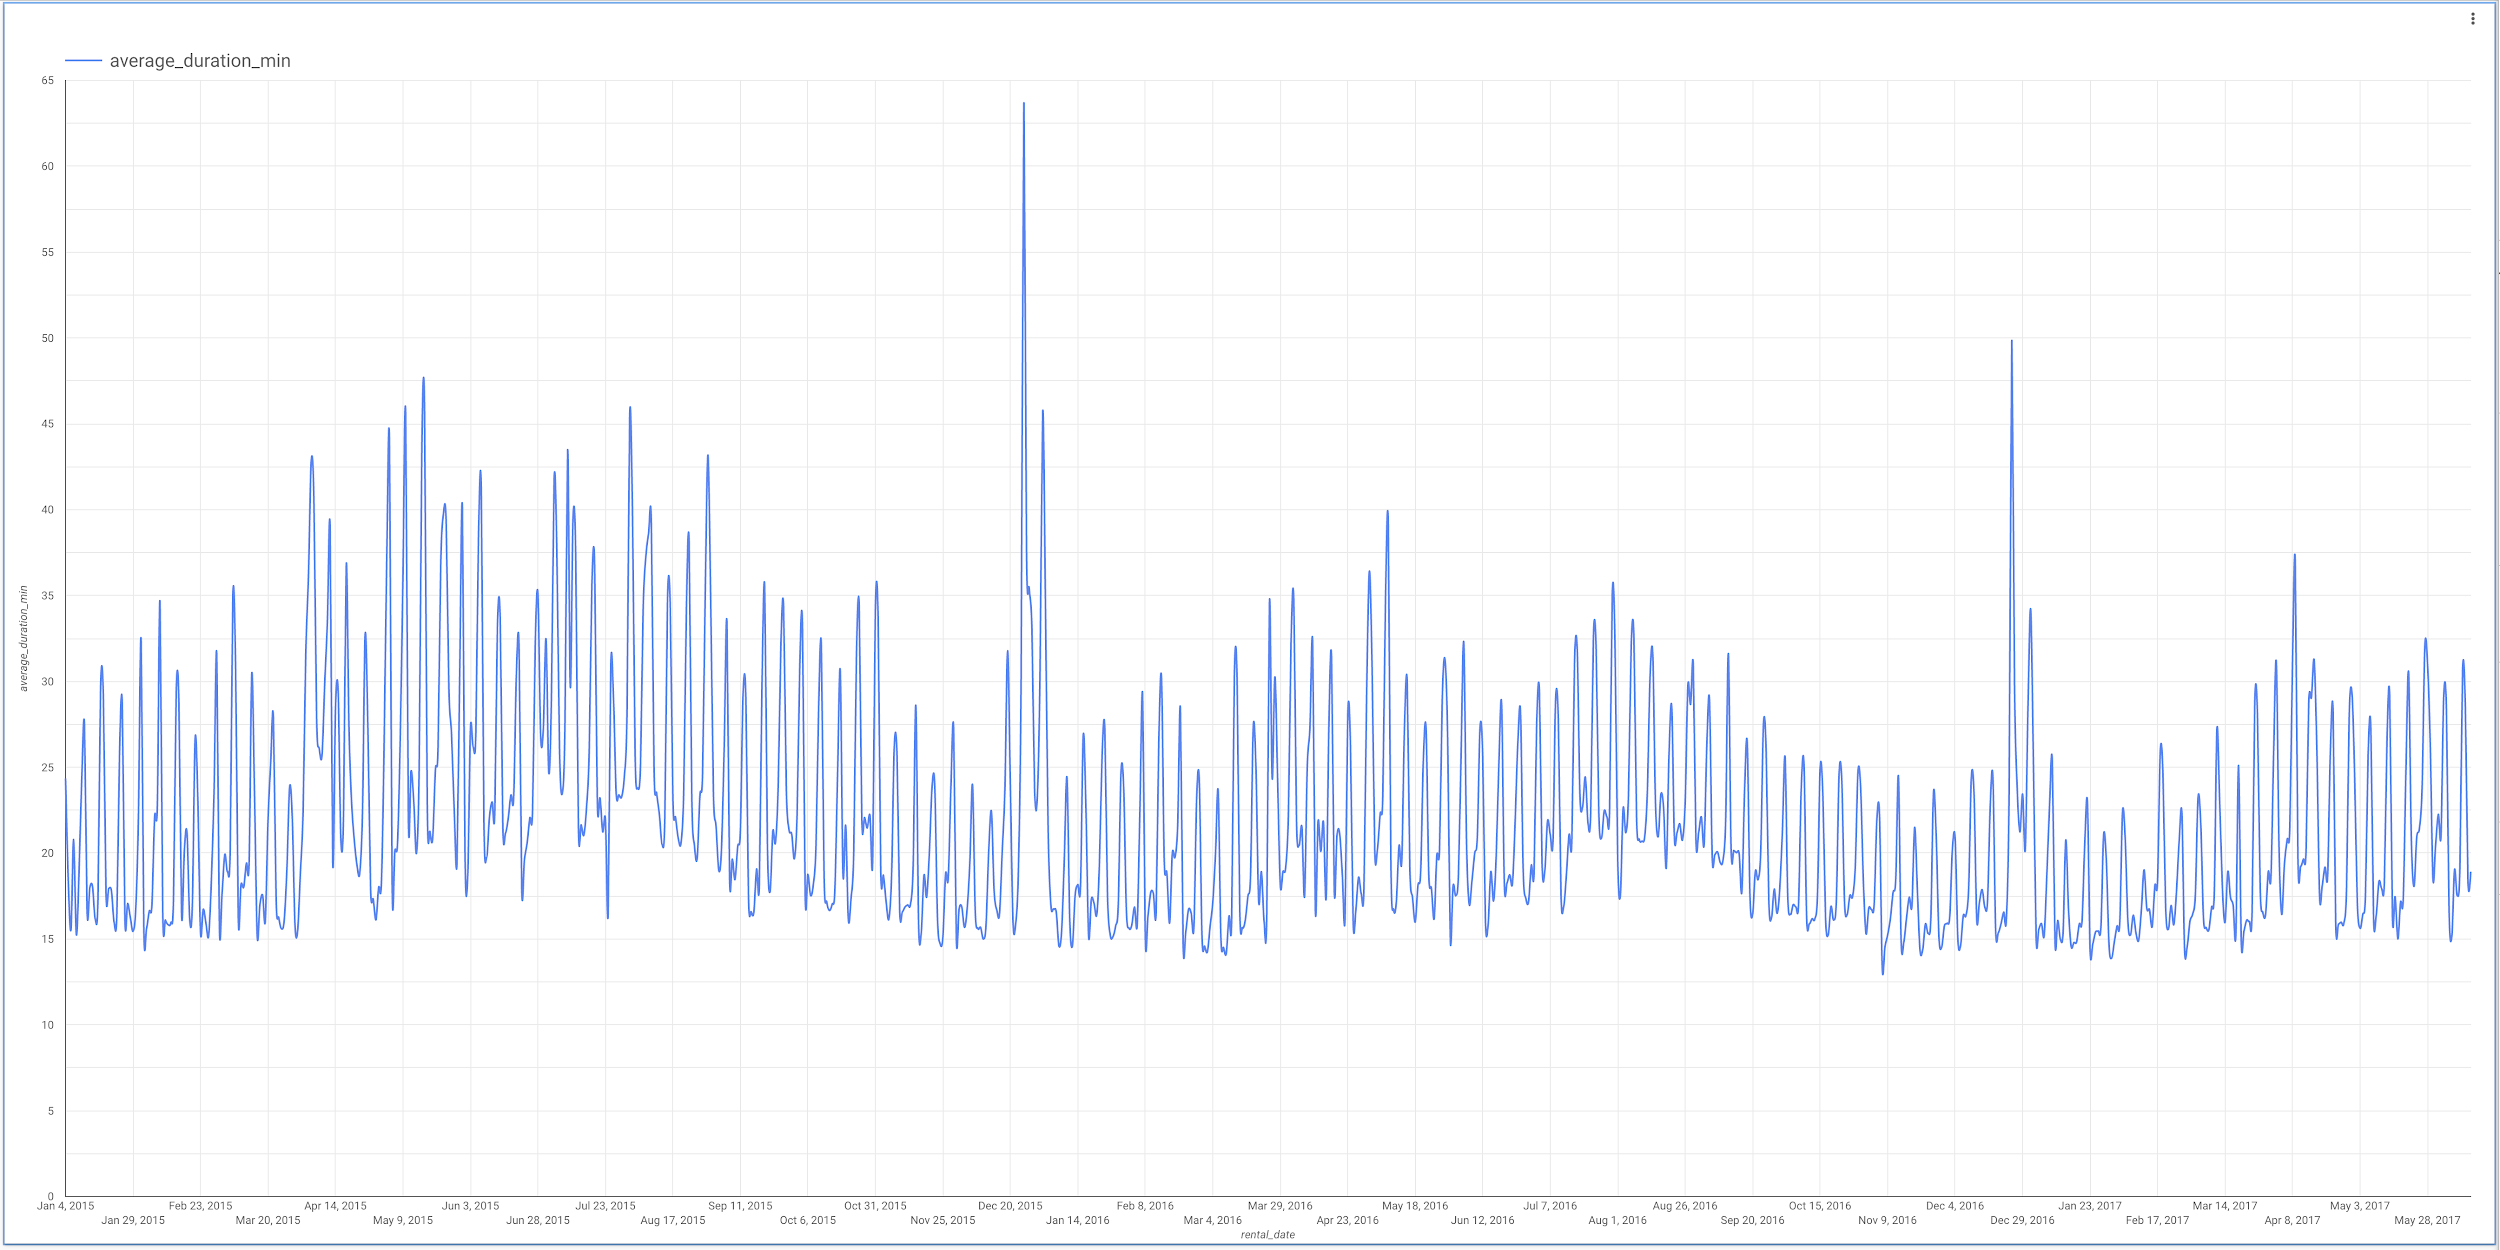 average_duration_min
65
60
55
50
45
40
35
30
25
20
15
10
5
0
average_duration_min
Jan 4, 2015
Jan 29, 2015
Feb 23, 2015
Mar 20, 2015
Apr 14, 2015
May 9, 2015
Jun 3, 2015
Jun 28, 2015
Jul 23, 2015
Aug 17, 2015
Sep 11, 2015
Oct 6, 2015
Oct 31, 2015
Nov 25, 2015
Dec 20, 2015
Jan 14, 2016
Feb 8, 2016
Mar 4, 2016
Mar 29, 2016
Apr 23, 2016
May 18, 2016
Jun 12, 2016
Jul 7, 2016
Aug 1, 2016
Aug 26, 2016
Sep 20, 2016
Oct 15, 2016
Nov 9, 2016
Dec 4, 2016
Dec 29, 2016
Jan 23, 2017
Feb 17, 2017
Mar 14, 2017
Apr 8, 2017
May 3, 2017
May 28, 2017
rental_date